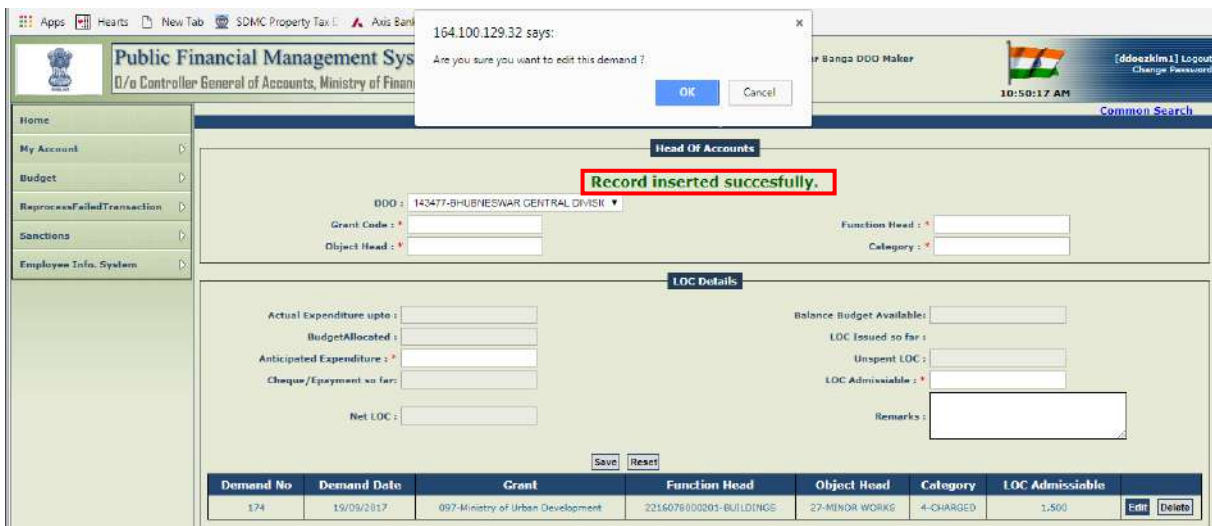 Apps Hearts New Tab SDMC Property Tax E Axis Bank
164.100.129.32 says:
Are you sure you want to edit this demand ?
OK Cancel
Public Financial Management Sys
O/o Controller General of Accounts, Ministry of Finan
r Banga DDO Maker
10:50:17 AM
[ddoezklm1] Logout
Change Password
Common Search
Home
My Account
Budget
ReprocessFailedTransaction
Sanctions
Employee Info. System
Head Of Accounts
Record inserted succesfully.
DDO : 143477-BHUBNESWAR CENTRAL DIVISIC
Grant Code : * Function Head : *
Object Head : * Category : *
LOC Details
Actual Expenditure upto : Balance Budget Available:
BudgetAllocated : LOC Issued so far :
Anticipated Expenditure : * Unspent LOC :
Cheque/Epayment so far: LOC Admissiable : *
Net LOC : Remarks :
Save Reset
Demand No Demand Date Grant Function Head Object Head Category LOC Admissiable
174 19/09/2017 097-Ministry of Urban Development 2216078000201-BUILDINGS 27-MINOR WORKS 4-CHARGED 1,500 Edit Delete